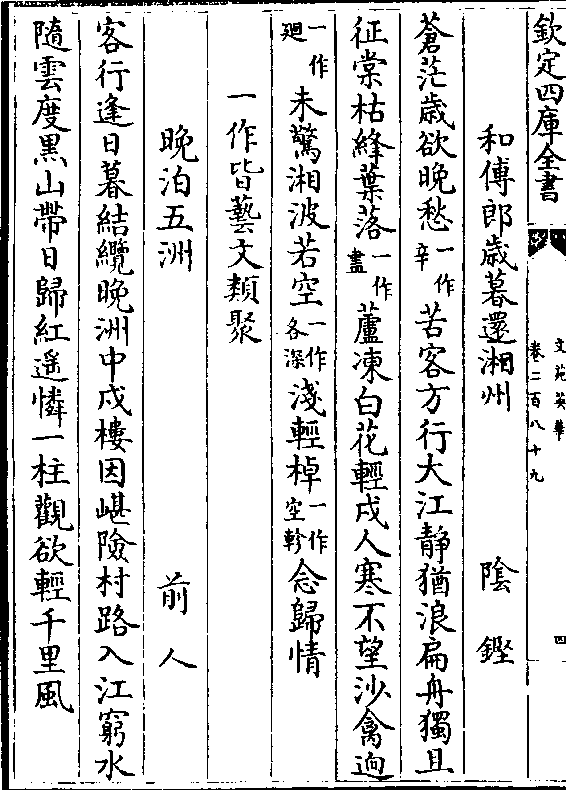 欽定四庫全書
文苑英華
卷二百八十九
四
和傅郎歲暮還湘州 陰鏗
蒼茫歳欲晚愁一作辛苦客方行大江靜猶浪扁舟獨且
征棠枯絳葉落一作盡蘆凍白花輕戍人寒不望沙禽迥
一作廻未驚湘波若空一作各深淺輕棹一作空軫念歸情
一作皆藝文類聚
晚泊五洲 前人
客行逢日暮結纜晚洲中戍樓因嵁險村路入江窮水
隨雲度黒山帶日歸紅遥憐一柱觀欲輕千里風